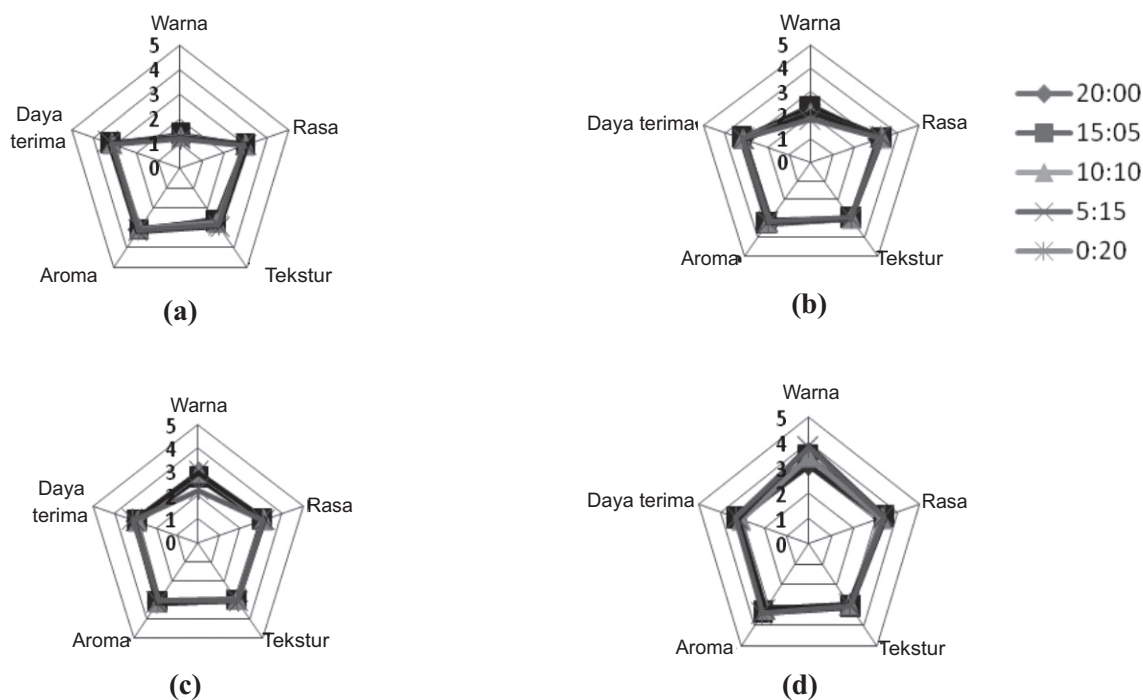 Warna
5
4
3
2
1
0
Daya
terima
Rasa
Aroma
Tekstur
(a)
Warna
5
4
3
2
1
0
Daya terima
Rasa
Aroma
Tekstur
(b)
20:00
15:05
10:10
5:15
0:20
Warna
5
4
3
2
1
0
Daya
terima
Rasa
Aroma
Tekstur
(c)
Warna
5
4
3
2
1
0
Daya terima
Rasa
Aroma
Tekstur
(d)